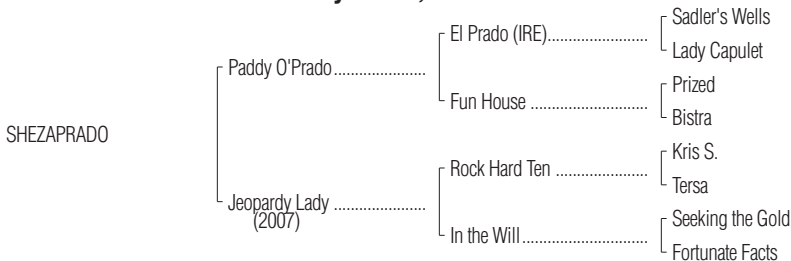 Sadler's Wells
El Prado (IRE)
Lady Capulet
Paddy O'Prado
Prized
Fun House
Bistra
SHEZAPRADO
Kris S.
Rock Hard Ten
Tersa
Jeopardy Lady
(2007)
Seeking the Gold
In the Will
Fortunate Facts